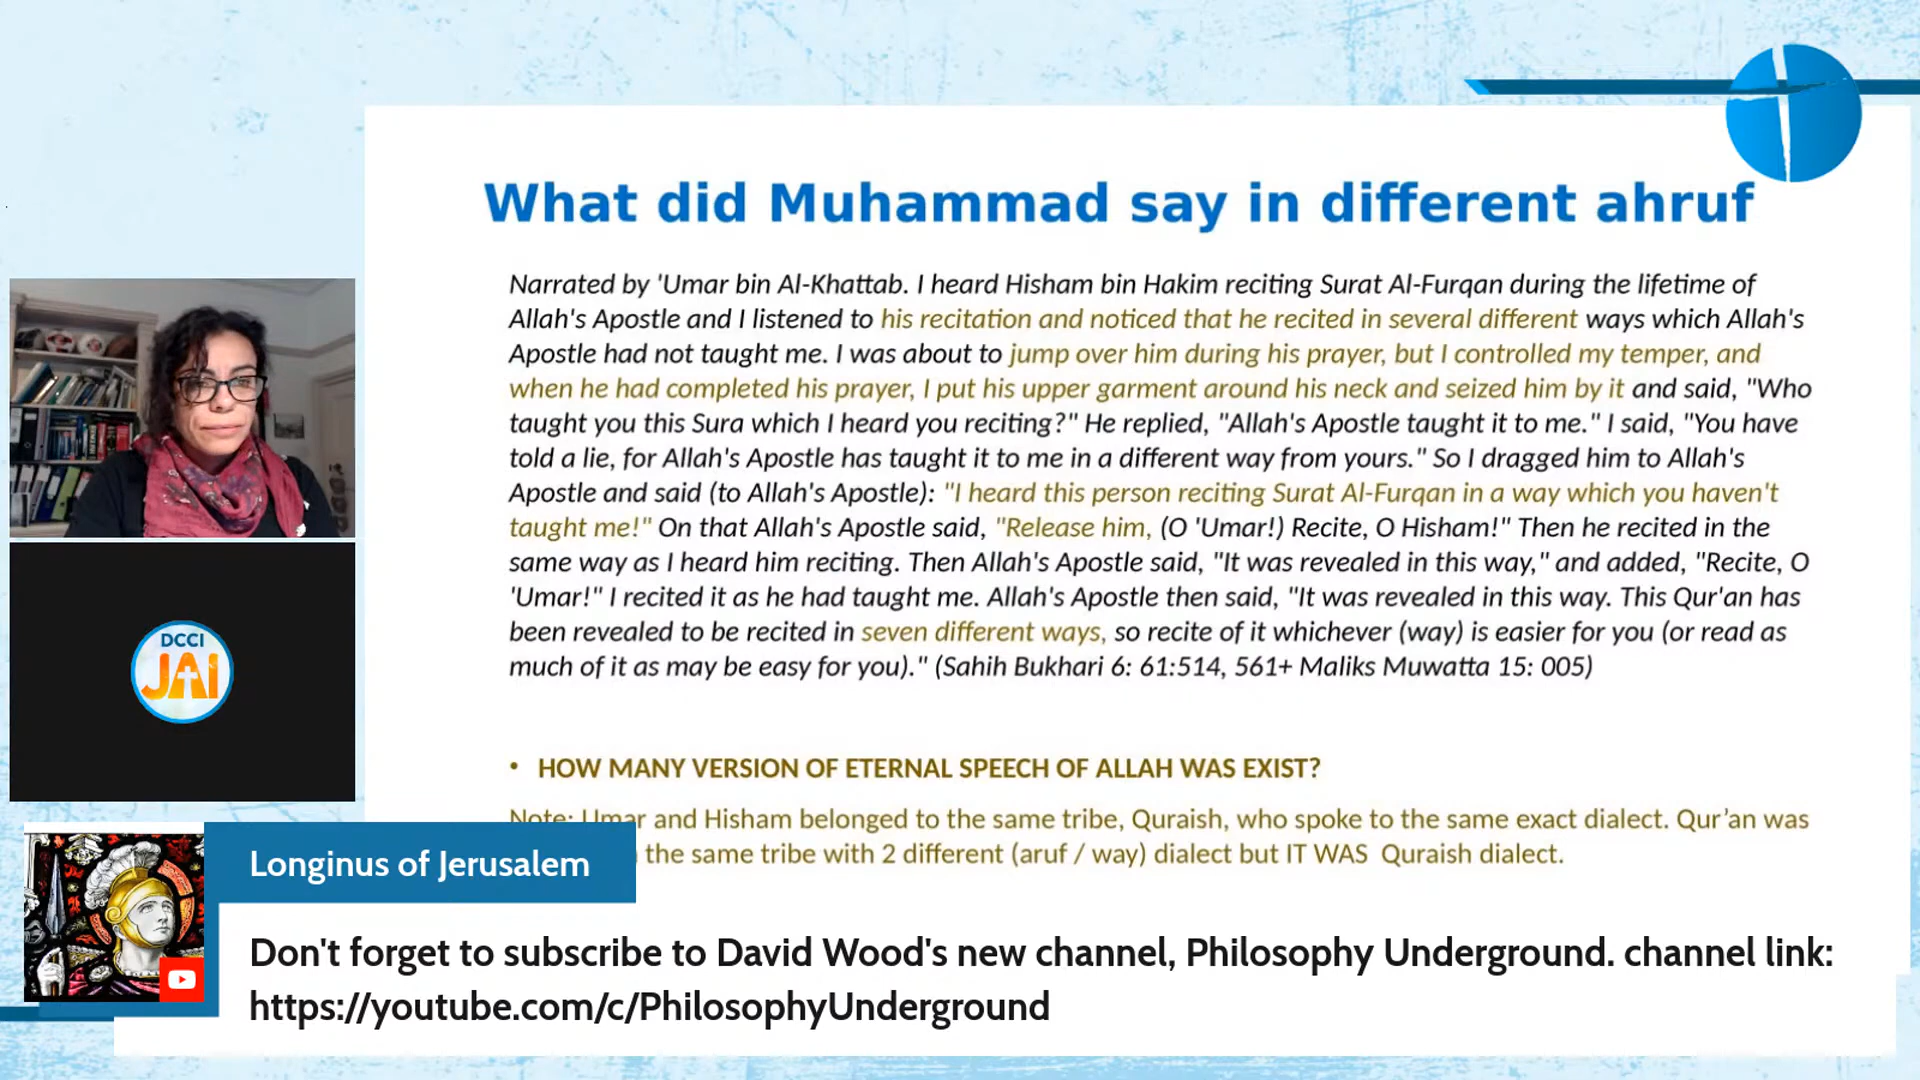 What did Muhammad say in different ahruf
Narrated by 'Umar bin Al-Khattab. I heard Hisham bin Hakim reciting Surat Al-Furqan during the lifetime of
Allah's Apostle and I listened to his recitation and noticed that he recited in several different ways which Allah's
Apostle had not taught me. I was about to jump over him during his prayer, but I controlled my temper, and
when he had completed his prayer, I put his upper garment around his neck and seized him by it and said, "Who
taught you this Sura which I heard you reciting?" He replied, "Allah's Apostle taught it to me." I said, "You have
told a lie, for Allah's Apostle has taught it to me in a different way from yours." So I dragged him to Allah's
Apostle and said (to Allah's Apostle): "I heard this person reciting Surat Al-Furqan in a way which you haven't
taught me!" On that Allah's Apostle said, "Release him, (O 'Umar!) Recite, O Hisham!" Then he recited in the
same way as I heard him reciting. Then Allah's Apostle said, "It was revealed in this way," and added, "Recite, O
'Umar!" I recited it as he had taught me. Allah's Apostle then said, "It was revealed in this way. This Qur'an has
been revealed to be recited in seven different ways, so recite of it whichever (way) is easier for you (or read as
much of it as may be easy for you)." (Sahih Bukhari 6: 61:514, 561+ Maliks Muwatta 15: 005)
• HOW MANY VERSION OF ETERNAL SPEECH OF ALLAH WAS EXIST?
Note: Umar and Hisham belonged to the same tribe, Quraish, who spoke to the same exact dialect. Qur’an was
the same tribe with 2 different (aruf / way) dialect but IT WAS Quraish dialect.
DCCI
JAI
Longinus of Jerusalem
Don't forget to subscribe to David Wood's new channel, Philosophy Underground. channel link:
https://youtube.com/c/PhilosophyUnderground